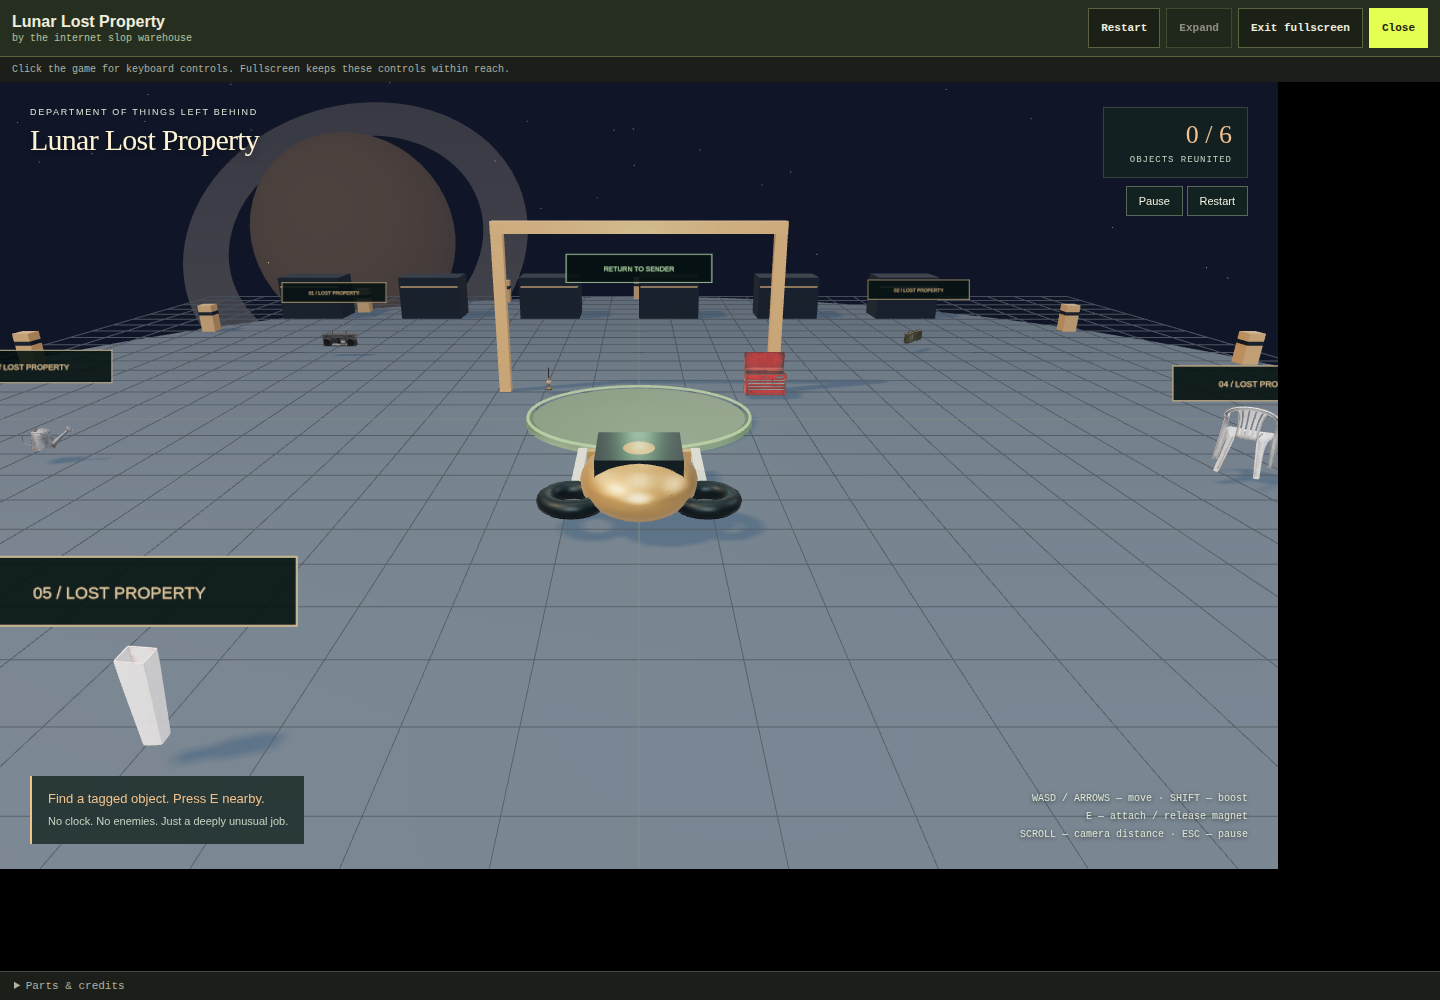 Lunar Lost Property
by the internet slop warehouse
Restart
Expand
Exit fullscreen
Close
Click the game for keyboard controls. Fullscreen keeps these controls within reach.
DEPARTMENT OF THINGS LEFT BEHIND
Lunar Lost Property
0 / 6
OBJECTS REUNITED
Pause
Restart
RETURN TO SENDER
01 / LOST PROPERTY
02 / LOST PROPERTY
/ LOST PROPERTY
04 / LOST PRO
05 / LOST PROPERTY
Find a tagged object. Press E nearby.
No clock. No enemies. Just a deeply unusual job.
WASD / ARROWS — move · SHIFT — boost
E — attach / release magnet
SCROLL — camera distance · ESC — pause
Parts & credits